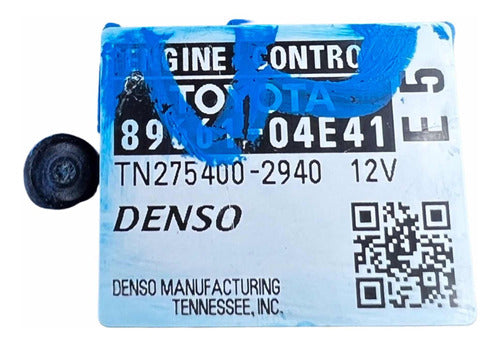 ENGINE CONTROL
TOYOTA
E5
TN275400-2940 12V
DENSO
DENSO MANUFACTURING
TENNESSEE, INC.